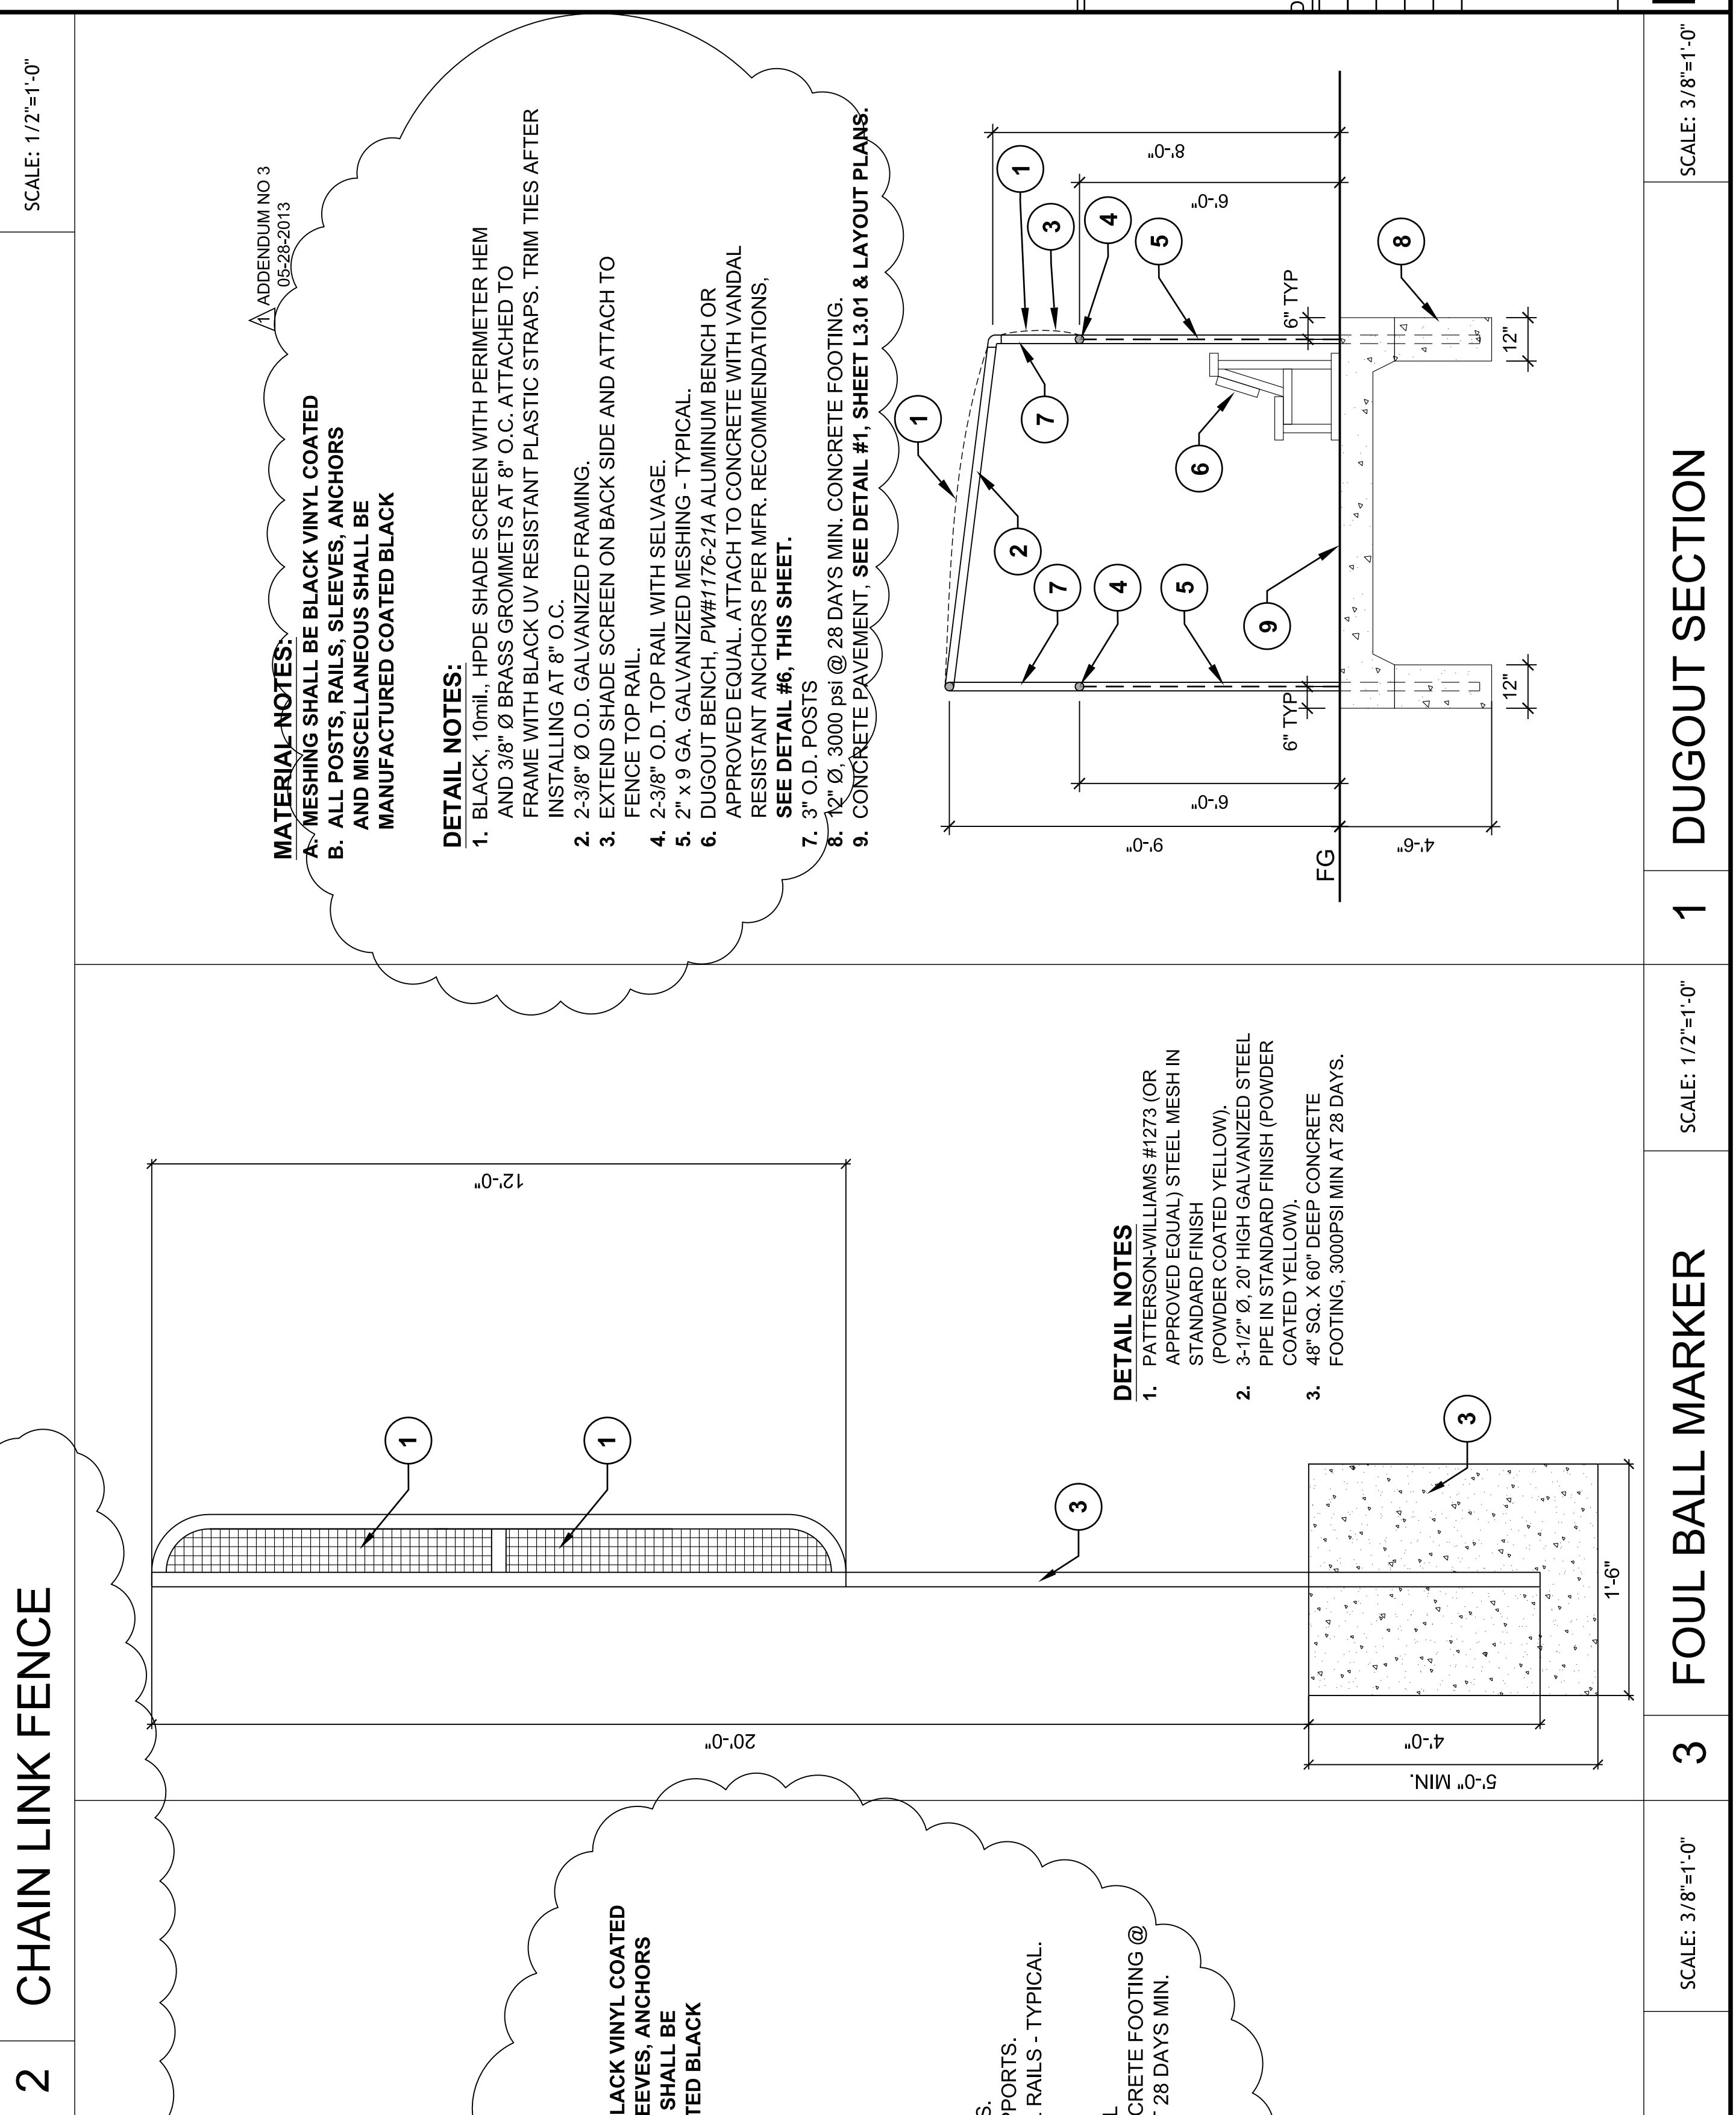 2 CHAIN LINK FENCE
SCALE: 1/2"=1'-0"
LACK VINYL COATED
EEVES, ANCHORS
SHALL BE
TED BLACK
S.
PPORTS.
RAILS - TYPICAL.
CRETE FOOTING @
28 DAYS MIN.
SCALE: 3/8"=1'-0"
12'-0"
1
1
20'-0"
3
3
4'-0"
5'-0" MIN.
1'-6"
DETAIL NOTES
1. PATTERSON-WILLIAMS #1273 (OR
APPROVED EQUAL) STEEL MESH IN
STANDARD FINISH
(POWDER COATED YELLOW).
2. 3-1/2" Ø, 20' HIGH GALVANIZED STEEL
PIPE IN STANDARD FINISH (POWDER
COATED YELLOW).
3. 48" SQ. X 60" DEEP CONCRETE
FOOTING, 3000PSI MIN AT 28 DAYS.
3 FOUL BALL MARKER
SCALE: 1/2"=1'-0"
1 ADDENDUM NO 3
05-28-2013
MATERIAL NOTES:
A. MESHING SHALL BE BLACK VINYL COATED
B. ALL POSTS, RAILS, SLEEVES, ANCHORS
AND MISCELLANEOUS SHALL BE
MANUFACTURED COATED BLACK
DETAIL NOTES:
1. BLACK, 10mil., HPDE SHADE SCREEN WITH PERIMETER HEM
AND 3/8" Ø BRASS GROMMETS AT 8" O.C. ATTACHED TO
FRAME WITH BLACK UV RESISTANT PLASTIC STRAPS. TRIM TIES AFTER
INSTALLING AT 8" O.C.
2. 2-3/8" Ø O.D. GALVANIZED FRAMING.
3. EXTEND SHADE SCREEN ON BACK SIDE AND ATTACH TO
FENCE TOP RAIL.
4. 2-3/8" O.D. TOP RAIL WITH SELVAGE.
5. 2" x 9 GA. GALVANIZED MESHING - TYPICAL.
6. DUGOUT BENCH, PW#1176-21A ALUMINUM BENCH OR
APPROVED EQUAL. ATTACH TO CONCRETE WITH VANDAL
RESISTANT ANCHORS PER MFR. RECOMMENDATIONS,
SEE DETAIL #6, THIS SHEET.
7. 3" O.D. POSTS
8. 12" Ø, 3000 psi @ 28 DAYS MIN. CONCRETE FOOTING.
9. CONCRETE PAVEMENT, SEE DETAIL #1, SHEET L3.01 & LAYOUT PLANS.
1
2
7
4
5
9
6
7
1
3
4
5
8
9'-0"
6'-0"
6'-0"
8'-0"
FG
4'-6"
6" TYP
6" TYP
12"
12"
1 DUGOUT SECTION
SCALE: 3/8"=1'-0"